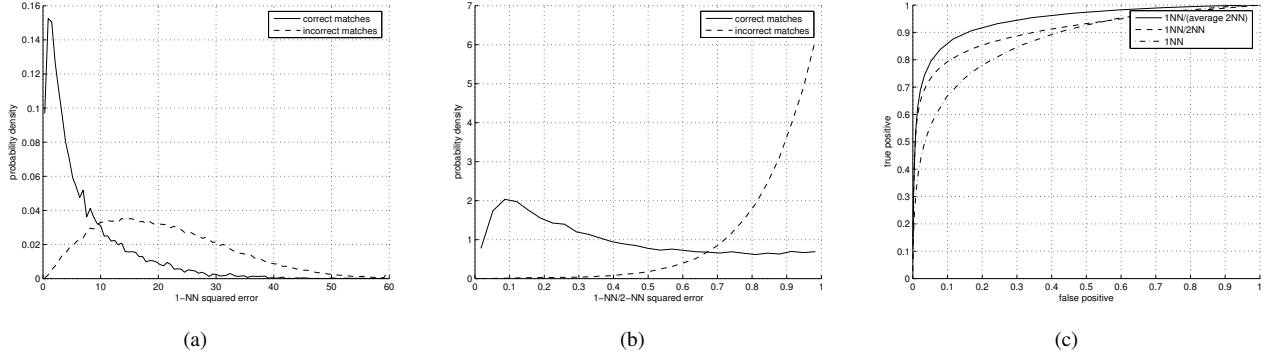 correct matches
incorrect matches
0.16
0.14
0.12
0.1
0.08
0.06
0.04
0.02
0
0 10 20 30 40 50 60
probability density
1−NN squared error
(a)
correct matches
incorrect matches
7
6
5
4
3
2
1
0
0 0.1 0.2 0.3 0.4 0.5 0.6 0.7 0.8 0.9 1
probability density
1−NN/2−NN squared error
(b)
1NN/(average 2NN)
1NN/2NN
1NN
1
0.9
0.8
0.7
0.6
0.5
0.4
0.3
0.2
0.1
0
0 0.1 0.2 0.3 0.4 0.5 0.6 0.7 0.8 0.9 1
true positive
false positive
(c)